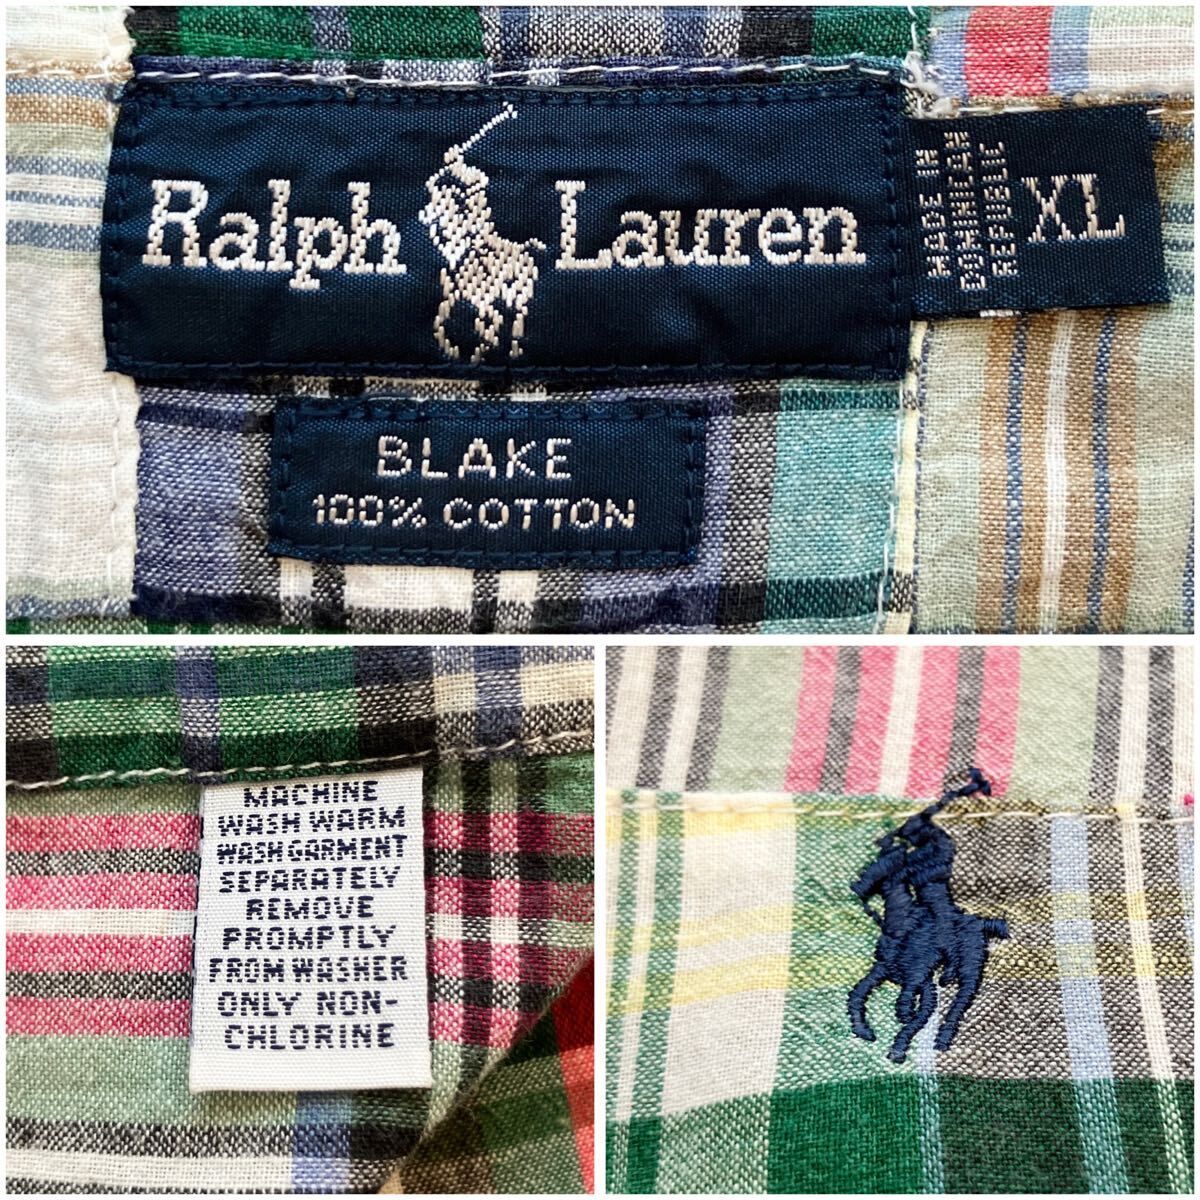 Ralph Lauren
MADE IN
DOMINICAN
REPUBLIC
XL
BLAKE
100% COTTON
MACHINE
WASH WARM
WASH GARMENT
SEPARATELY
REMOVE
PROMPTLY
FROM WASHER
ONLY NON-
CHLORINE